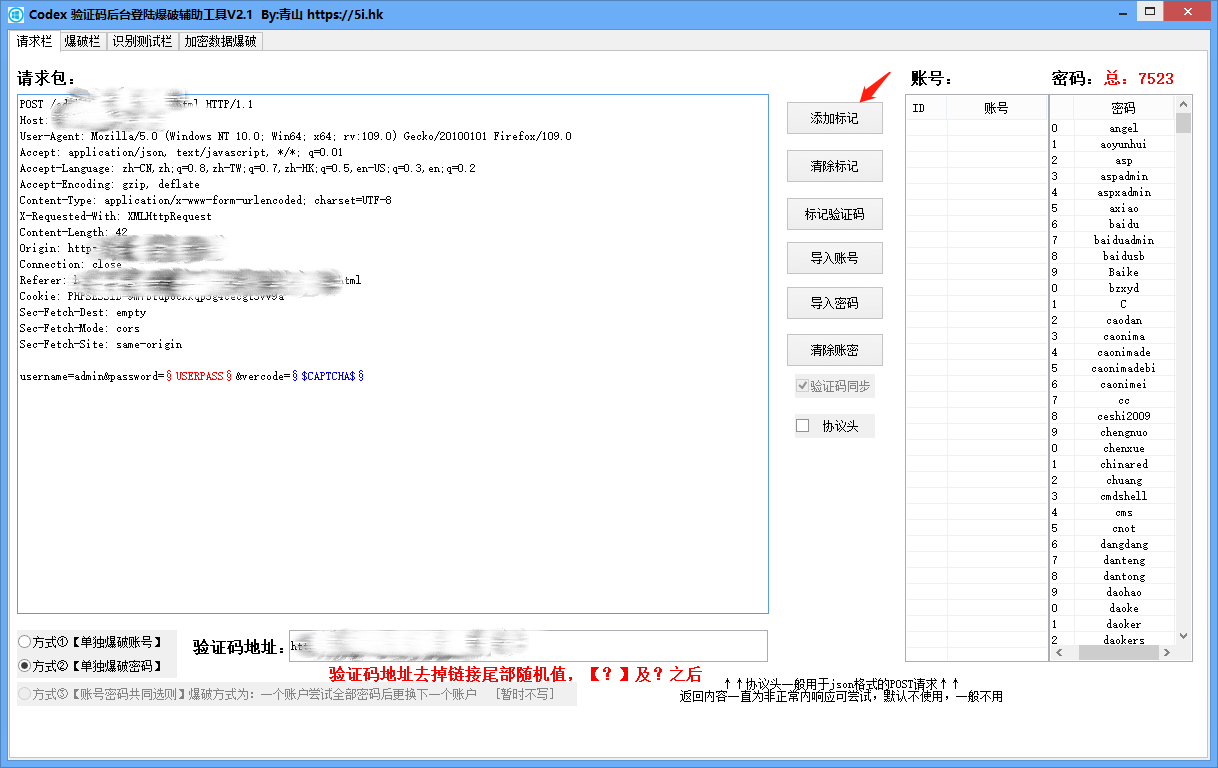 Codex 验证码后台登陆爆破辅助工具V2.1 By:青山 https://5i.hk
请求栏 爆破栏 识别测试栏 加密数据爆破
请求包:
POST HTTP/1.1
Host:
User-Agent: Mozilla/5.0 (Windows NT 10.0; Win64; x64; rv:109.0) Gecko/20100101 Firefox/109.0
Accept: application/json, text/javascript, */*; q=0.01
Accept-Language: zh-CN,zh;q=0.8,zh-TW;q=0.7,zh-HK;q=0.5,en-US;q=0.3,en;q=0.2
Accept-Encoding: gzip, deflate
Content-Type: application/x-www-form-urlencoded; charset=UTF-8
X-Requested-With: XMLHttpRequest
Content-Length: 42
Origin: http
Connection: close
Referer: tml
Cookie:
Sec-Fetch-Dest: empty
Sec-Fetch-Mode: cors
Sec-Fetch-Site: same-origin
username=admin&password=§USERPASS§&vercode=§$CAPTCHA$§
添加标记
清除标记
标记验证码
导入账号
导入密码
清除账密
验证码同步
协议头
账号:
ID 账号
密码: 总: 7523
密码
0 angel
1 aoyunhui
2 asp
3 aspadmin
4 aspxadmin
5 axiao
6 baidu
7 baiduadmin
8 baidusb
9 Baike
0 bzxyd
1 C
2 caodan
3 caonima
4 caonimade
5 caonimadebi
6 caonimei
7 cc
8 ceshi2009
9 chengnuo
0 chenxue
1 chinared
2 chuang
3 cmdshell
4 cms
5 cnot
6 dangdang
7 danteng
8 dantong
9 daohao
0 daoke
1 daoker
2 daokers
方式①【单独爆破账号】
方式②【单独爆破密码】
方式③【账号密码共同选则】爆破方式为：一个账户尝试全部密码后更换下一个账户 [暂时不写]
验证码地址:
验证码地址去掉链接尾部随机值，【?】及?之后
↑↑协议头一般用于json格式的POST请求↑↑
返回内容一直为非正常内响应可尝试，默认不使用，一般不用